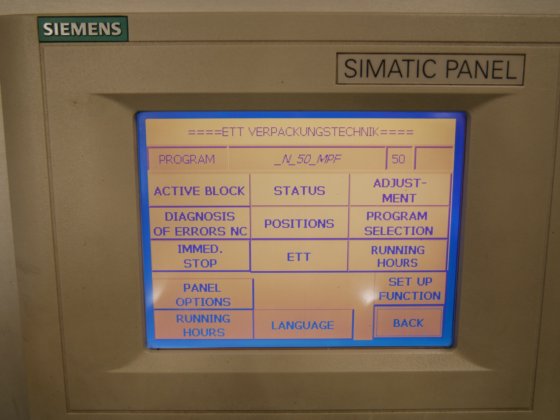 SIEMENS
SIMATIC PANEL
====ETT VERPACKUNGSTECHNIK====
PROGRAM _N_50_MPF 50
ACTIVE BLOCK STATUS ADJUST-
MENT
DIAGNOSIS
OF ERRORS NC POSITIONS PROGRAM
SELECTION
IMMED.
STOP ETT RUNNING
HOURS
PANEL
OPTIONS SET UP
FUNCTION
RUNNING
HOURS LANGUAGE BACK